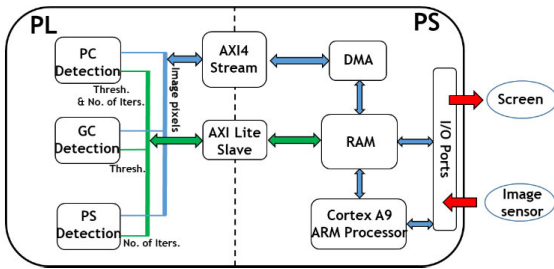 PL
PS
PC
Detection
Thresh.
& No. of Iters.
GC
Detection
Thresh.
PS
Detection
No. of Iters.
Image pixels
AXI4
Stream
AXI Lite
Slave
DMA
RAM
Cortex A9
ARM Processor
I/O Ports
Screen
Image
sensor